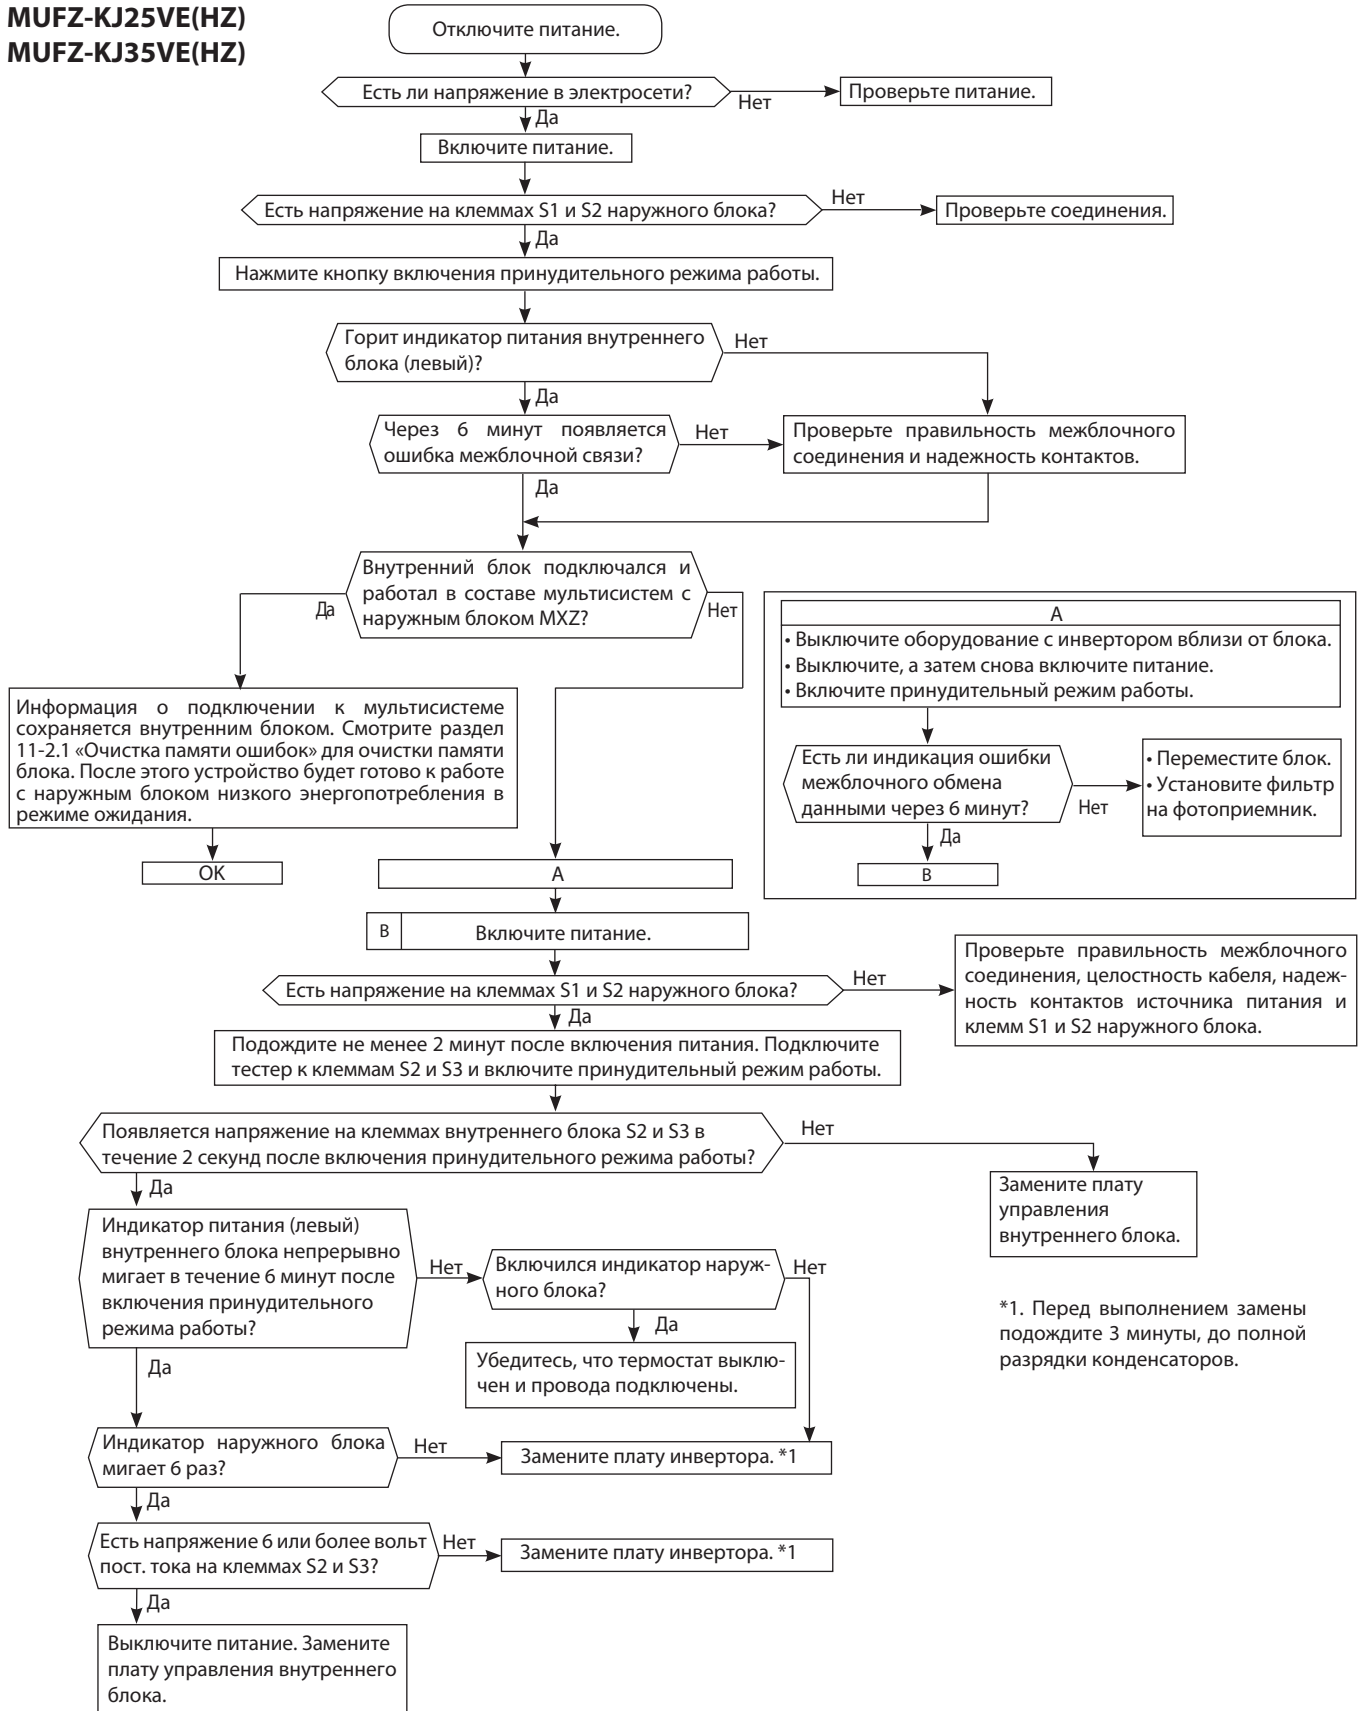 MUFZ-KJ25VE(HZ)
MUFZ-KJ35VE(HZ)
Отключите питание.
Есть ли напряжение в электросети?
Нет
Проверьте питание.
Да
Включите питание.
Есть напряжение на клеммах S1 и S2 наружного блока?
Нет
Проверьте соединения.
Да
Нажмите кнопку включения принудительного режима работы.
Горит индикатор питания внутреннего
блока (левый)?
Нет
Да
Через 6 минут появляется
ошибка межблочной связи?
Нет
Проверьте правильность межблочного
соединения и надежность контактов.
Да
Внутренний блок подключался и
работал в составе мультисистем с
наружным блоком MXZ?
Да
Нет
Информация о подключении к мультисистеме
сохраняется внутренним блоком. Смотрите раздел
11-2.1 «Очистка памяти ошибок» для очистки памяти
блока. После этого устройство будет готово к работе
с наружным блоком низкого энергопотребления в
режиме ожидания.
OK
A
• Выключите оборудование с инвертором вблизи от блока.
• Выключите, а затем снова включите питание.
• Включите принудительный режим работы.
Есть ли индикация ошибки
межблочного обмена
данными через 6 минут?
Нет
• Переместите блок.
• Установите фильтр
на фотоприемник.
Да
B
A
B
Включите питание.
Есть напряжение на клеммах S1 и S2 наружного блока?
Нет
Проверьте правильность межблочного
соединения, целостность кабеля, надеж-
ность контактов источника питания и
клемм S1 и S2 наружного блока.
Да
Подождите не менее 2 минут после включения питания. Подключите
тестер к клеммам S2 и S3 и включите принудительный режим работы.
Появляется напряжение на клеммах внутреннего блока S2 и S3 в
течение 2 секунд после включения принудительного режима работы?
Нет
Замените плату
управления
внутреннего блока.
Да
Индикатор питания (левый)
внутреннего блока непрерывно
мигает в течение 6 минут после
включения принудительного
режима работы?
Нет
Включился индикатор наруж-
ного блока?
Нет
Да
Убедитесь, что термостат выклю-
чен и провода подключены.
*1. Перед выполнением замены
подождите 3 минуты, до полной
разрядки конденсаторов.
Да
Индикатор наружного блока
мигает 6 раз?
Нет
Замените плату инвертора. *1
Да
Есть напряжение 6 или более вольт
пост. тока на клеммах S2 и S3?
Нет
Замените плату инвертора. *1
Да
Выключите питание. Замените
плату управления внутреннего
блока.